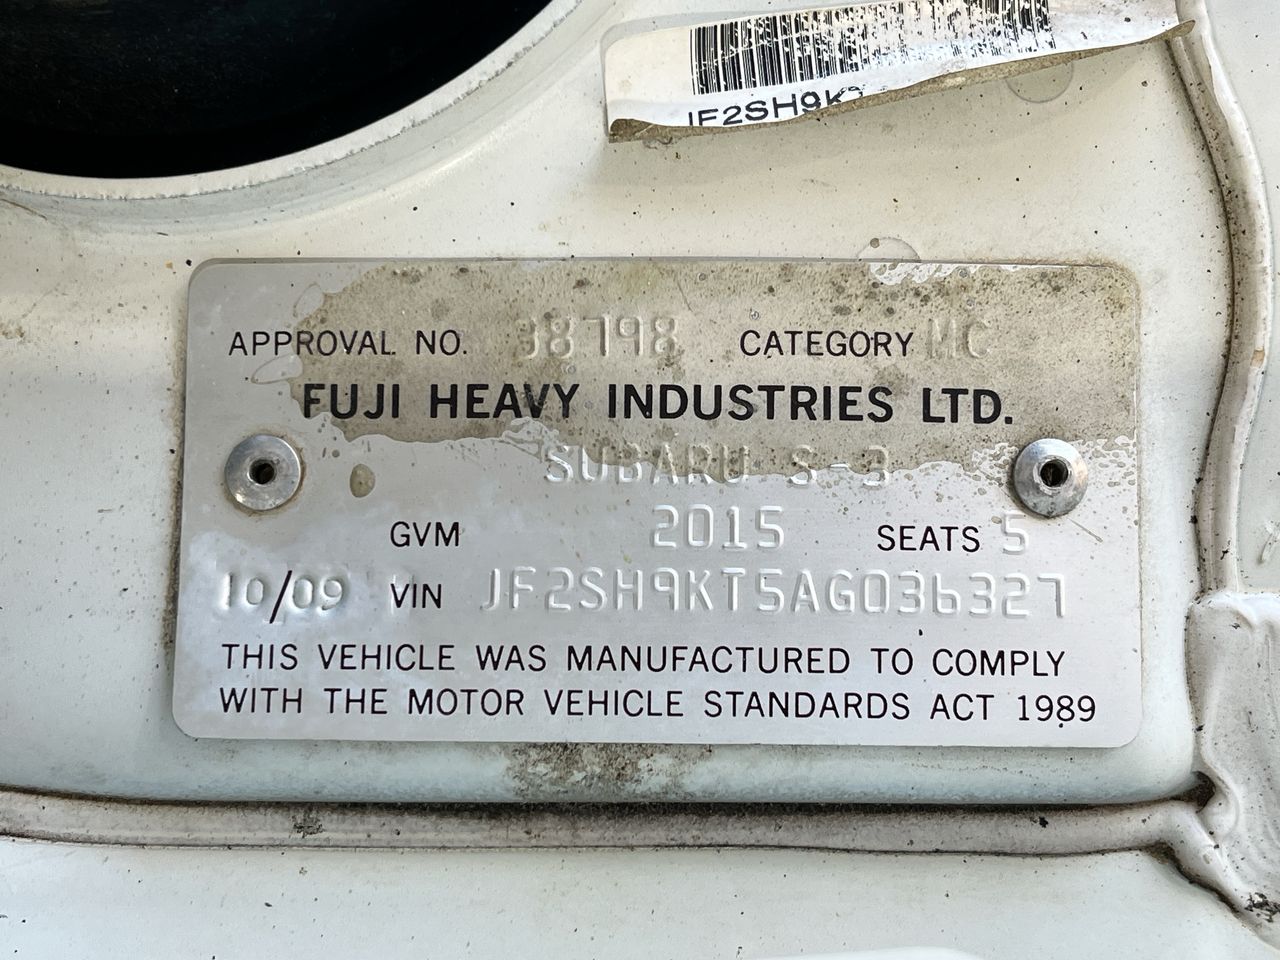 JF2SH9K
APPROVAL NO. 38798 CATEGORY MC
FUJI HEAVY INDUSTRIES LTD.
SUBARU S-3
GVM 2015 SEATS 5
10/09 VIN JF2SH9KT5AG036327
THIS VEHICLE WAS MANUFACTURED TO COMPLY
WITH THE MOTOR VEHICLE STANDARDS ACT 1989